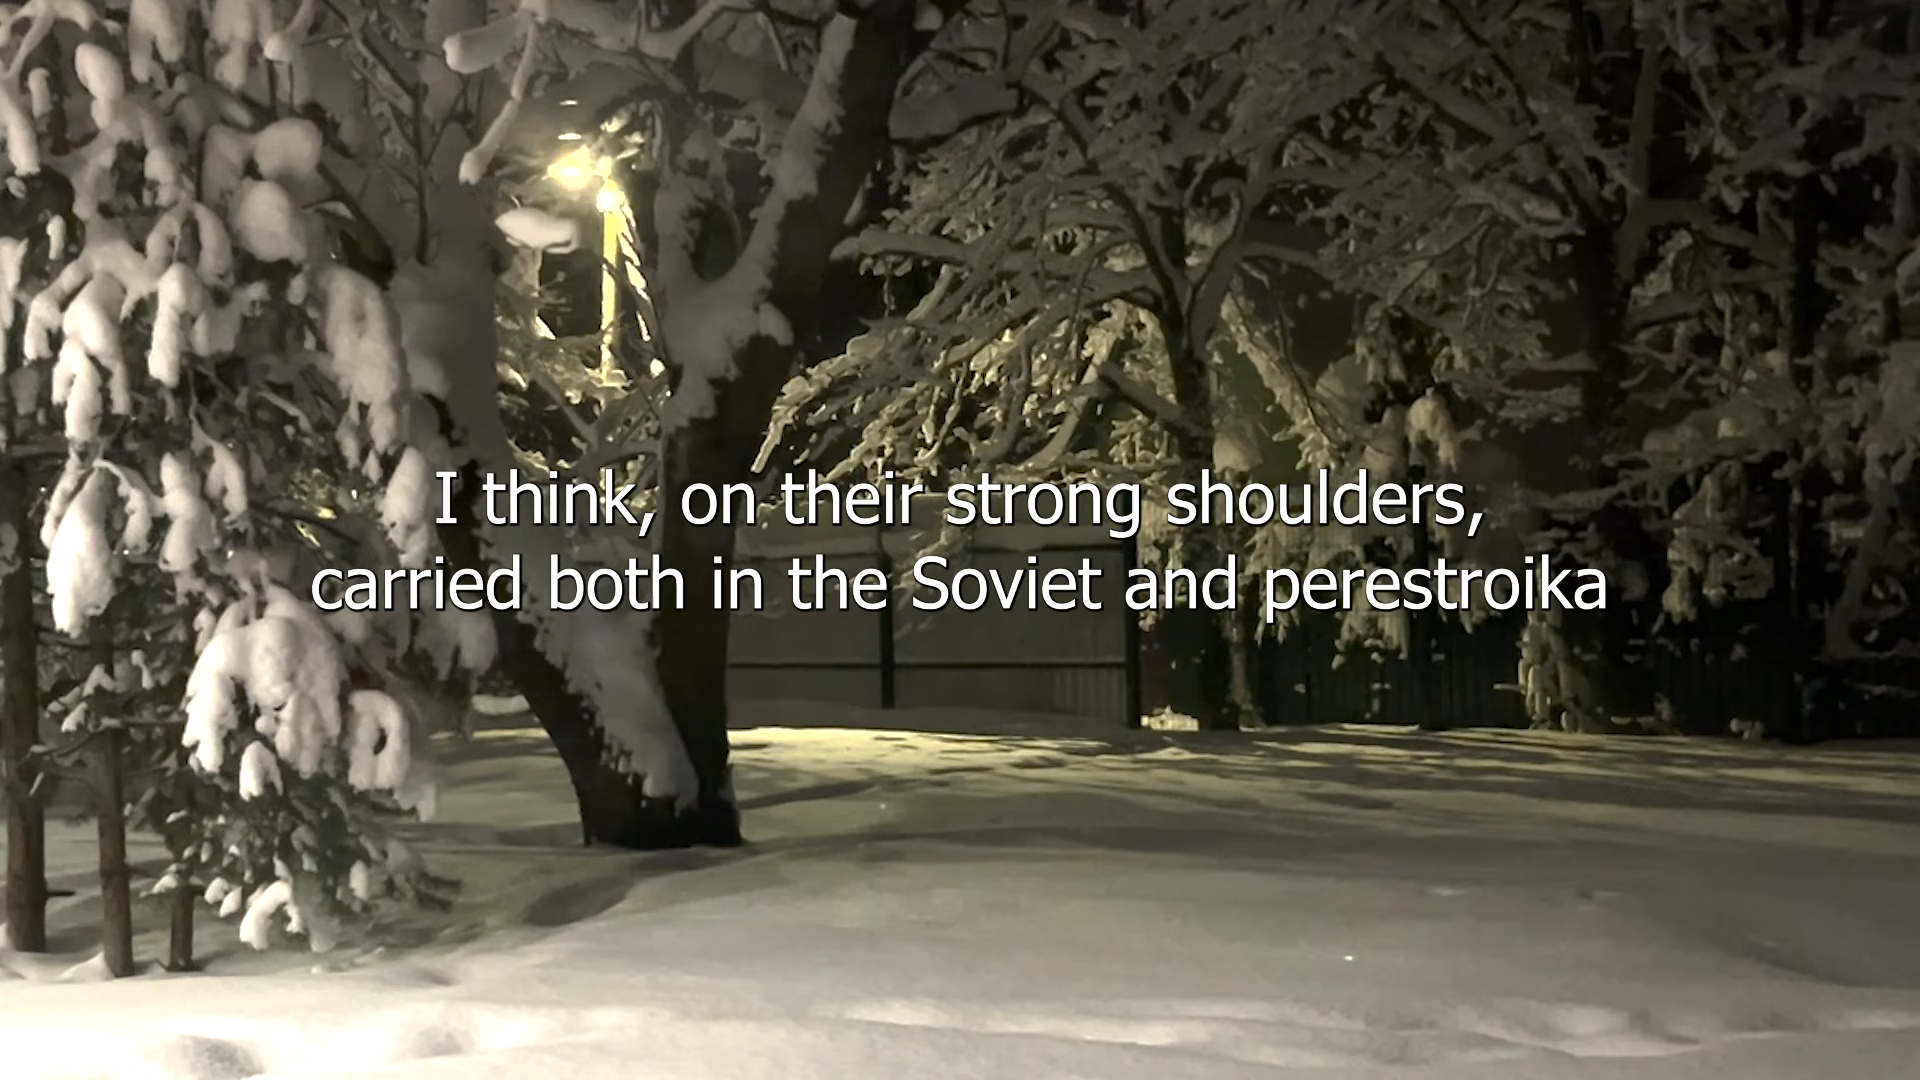 I think, on their strong shoulders,
carried both in the Soviet and perestroika